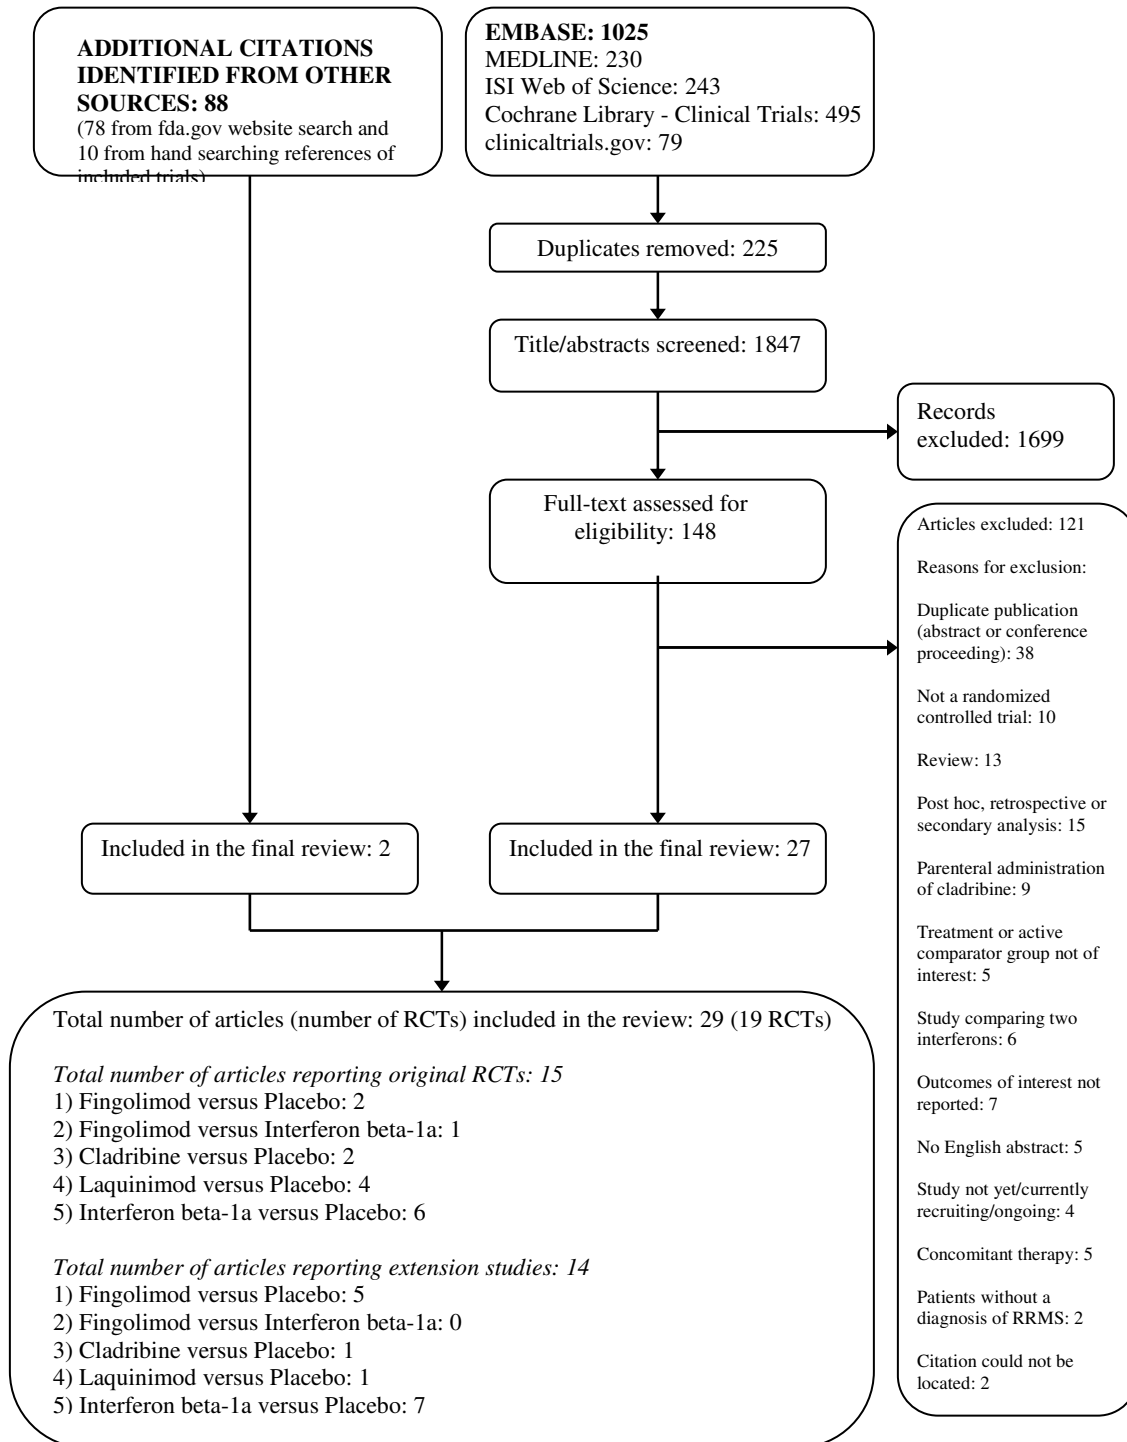 ADDITIONAL CITATIONS
IDENTIFIED FROM OTHER
SOURCES: 88
(78 from fda.gov website search and
10 from hand searching references of
included trials)
EMBASE: 1025
MEDLINE: 230
ISI Web of Science: 243
Cochrane Library - Clinical Trials: 495
clinicaltrials.gov: 79
Duplicates removed: 225
Title/abstracts screened: 1847
Records
excluded: 1699
Full-text assessed for
eligibility: 148
Articles excluded: 121
Reasons for exclusion:
Duplicate publication
(abstract or conference
proceeding): 38
Not a randomized
controlled trial: 10
Review: 13
Post hoc, retrospective or
secondary analysis: 15
Parenteral administration
of cladribine: 9
Treatment or active
comparator group not of
interest: 5
Study comparing two
interferons: 6
Outcomes of interest not
reported: 7
No English abstract: 5
Study not yet/currently
recruiting/ongoing: 4
Concomitant therapy: 5
Patients without a
diagnosis of RRMS: 2
Citation could not be
located: 2
Included in the final review: 2
Included in the final review: 27
Total number of articles (number of RCTs) included in the review: 29 (19 RCTs)
Total number of articles reporting original RCTs: 15
1) Fingolimod versus Placebo: 2
2) Fingolimod versus Interferon beta-1a: 1
3) Cladribine versus Placebo: 2
4) Laquinimod versus Placebo: 4
5) Interferon beta-1a versus Placebo: 6
Total number of articles reporting extension studies: 14
1) Fingolimod versus Placebo: 5
2) Fingolimod versus Interferon beta-1a: 0
3) Cladribine versus Placebo: 1
4) Laquinimod versus Placebo: 1
5) Interferon beta-1a versus Placebo: 7